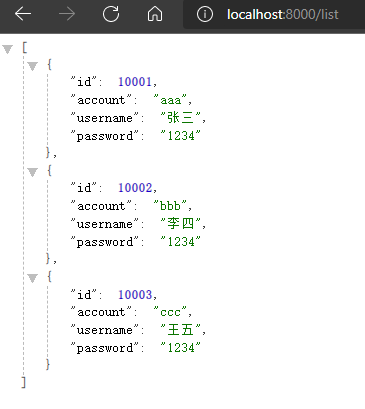 localhost:8000/list
[
{
"id": 10001,
"account": "aaa",
"username": "张三",
"password": "1234"
},
{
"id": 10002,
"account": "bbb",
"username": "李四",
"password": "1234"
},
{
"id": 10003,
"account": "ccc",
"username": "王五",
"password": "1234"
}
]